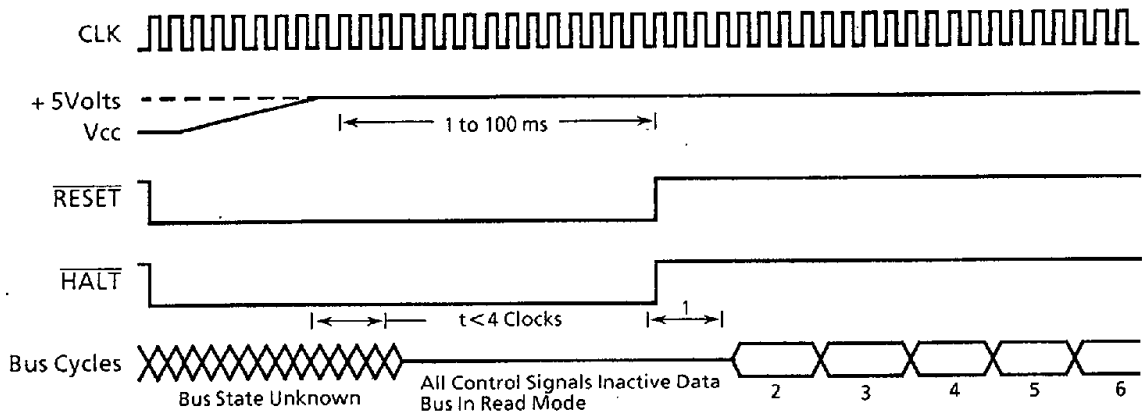 CLK
+ 5Volts
Vcc
1 to 100 ms
RESET
HALT
t < 4 Clocks
1
Bus Cycles
Bus State Unknown
All Control Signals Inactive Data
Bus In Read Mode
2
3
4
5
6